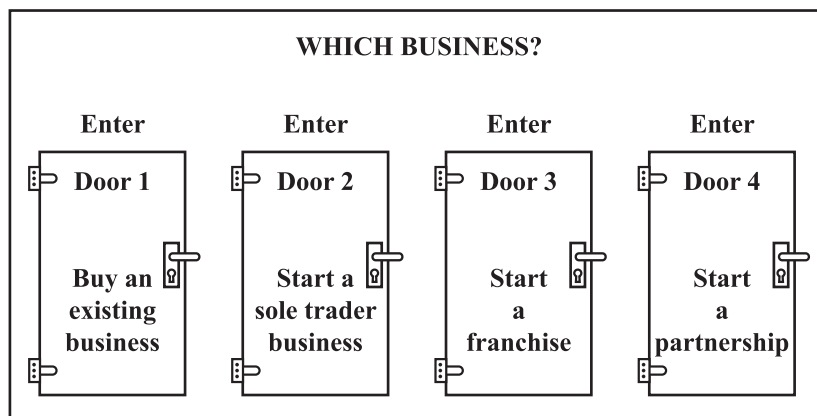 WHICH BUSINESS?
Enter
Door 1
Buy an
existing
business
Enter
Door 2
Start a
sole trader
business
Enter
Door 3
Start
a
franchise
Enter
Door 4
Start
a
partnership